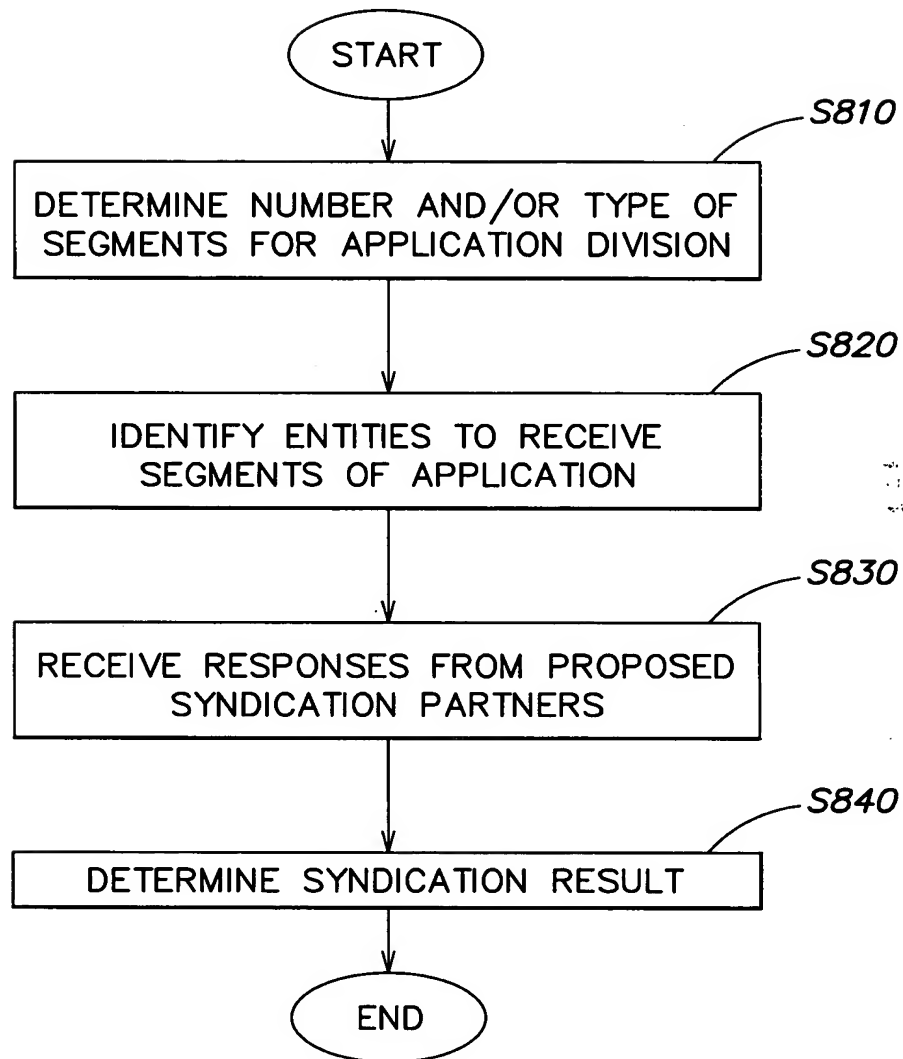 START
S810
DETERMINE NUMBER AND/OR TYPE OF
SEGMENTS FOR APPLICATION DIVISION
S820
IDENTIFY ENTITIES TO RECEIVE
SEGMENTS OF APPLICATION
S830
RECEIVE RESPONSES FROM PROPOSED
SYNDICATION PARTNERS
S840
DETERMINE SYNDICATION RESULT
END